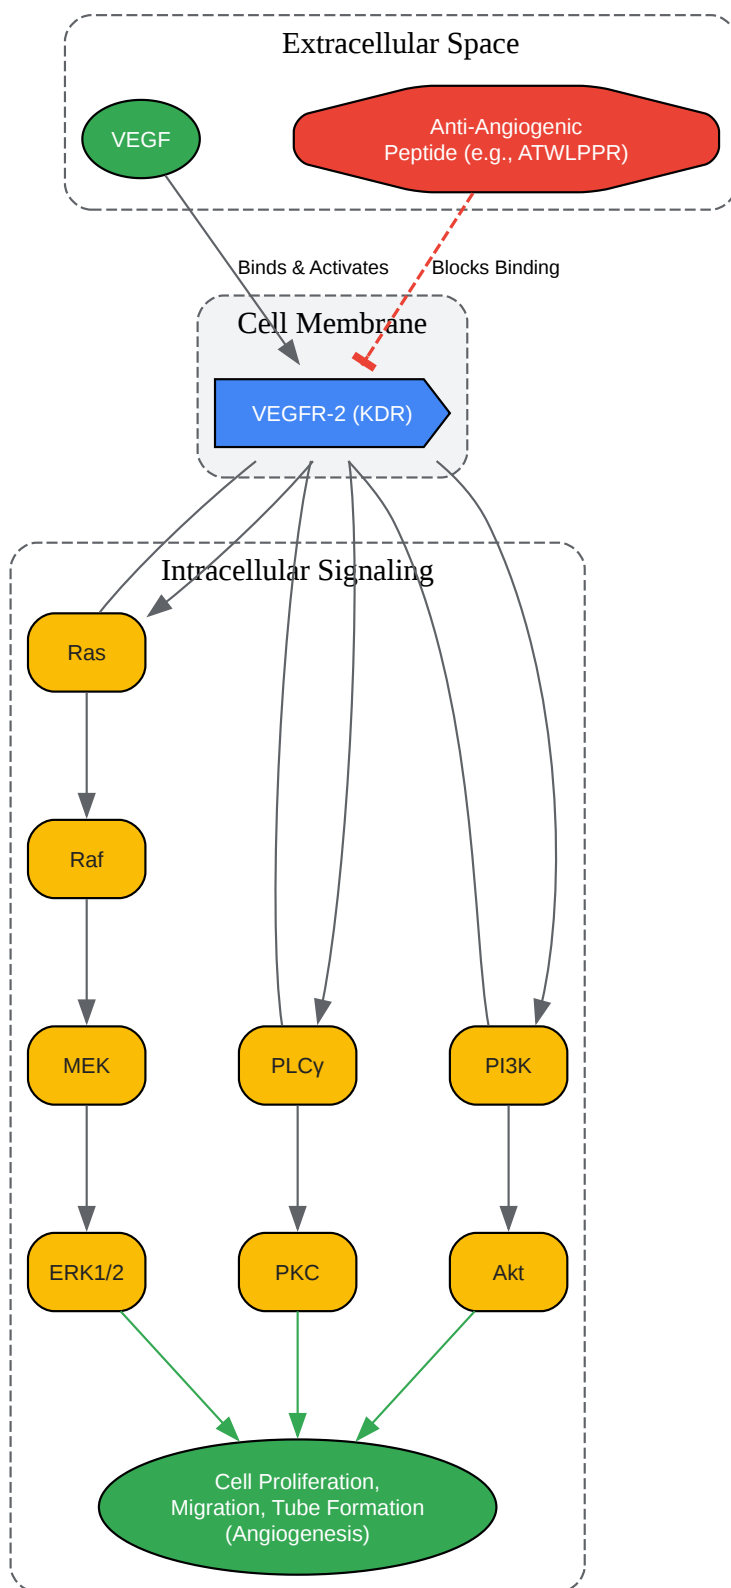 Extracellular Space
VEGF
Anti-Angiogenic
Peptide (e.g., ATWLPPR)
Binds & Activates
Blocks Binding
Cell Membrane
VEGFR-2 (KDR)
Intracellular Signaling
Ras
Raf
MEK
PLCγ
PI3K
ERK1/2
PKC
Akt
Cell Proliferation,
Migration, Tube Formation
(Angiogenesis)